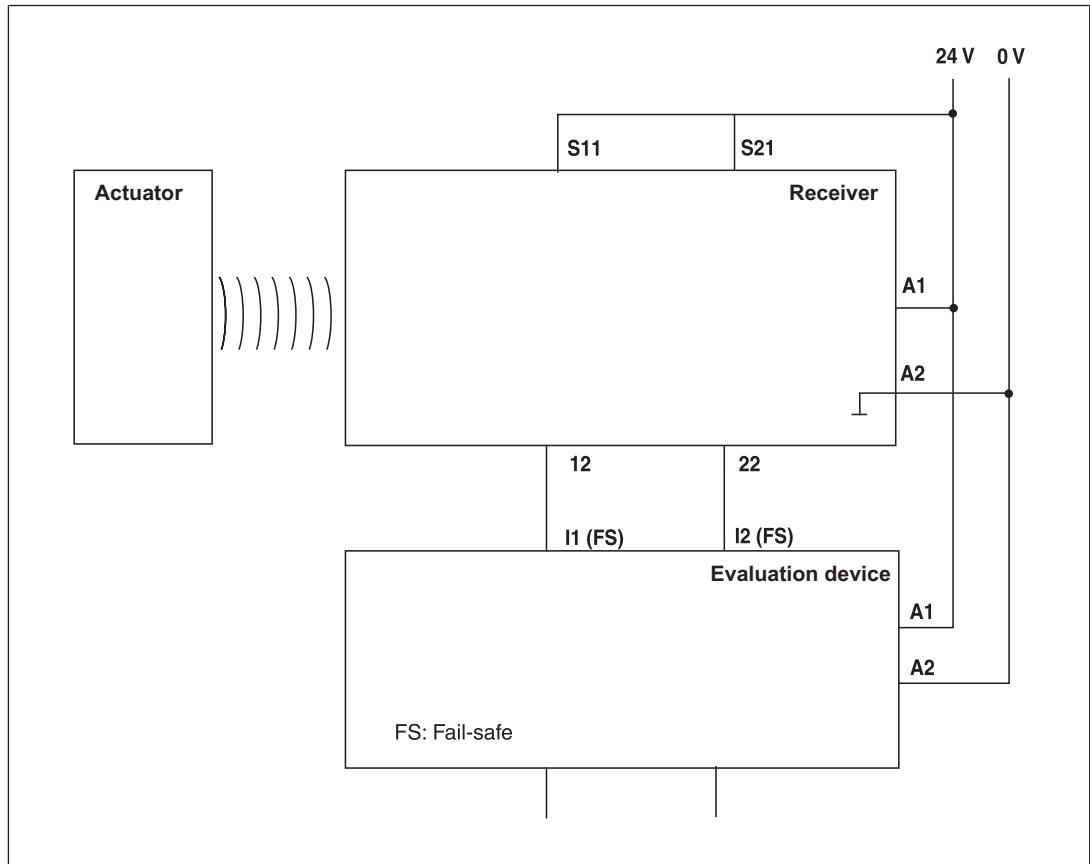 24 V 0 V
S11 S21
Actuator
Receiver
A1
A2
12 22
I1 (FS) I2 (FS)
Evaluation device
A1
A2
FS: Fail-safe